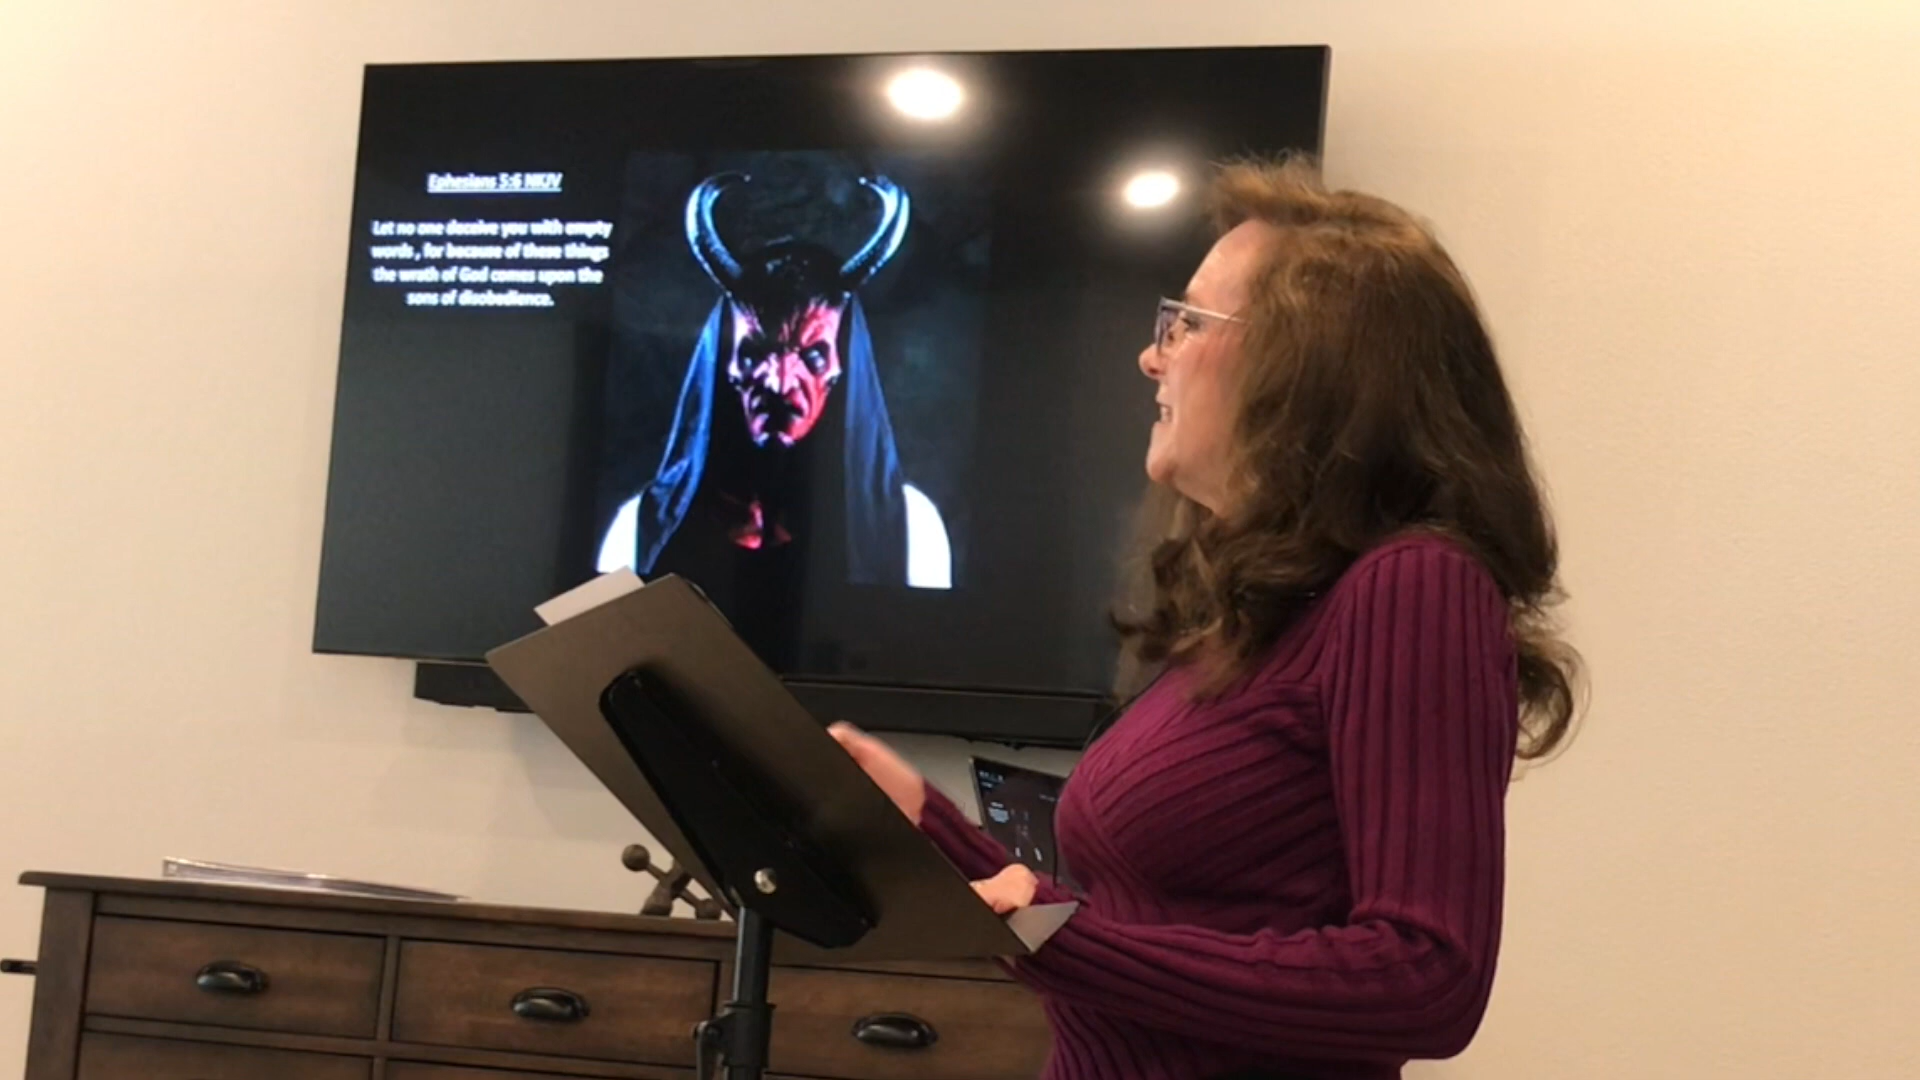 Ephesians 5:6 NKJV
Let no one deceive you with empty
words , for because of these things
the wrath of God comes upon the
sons of disobedience.